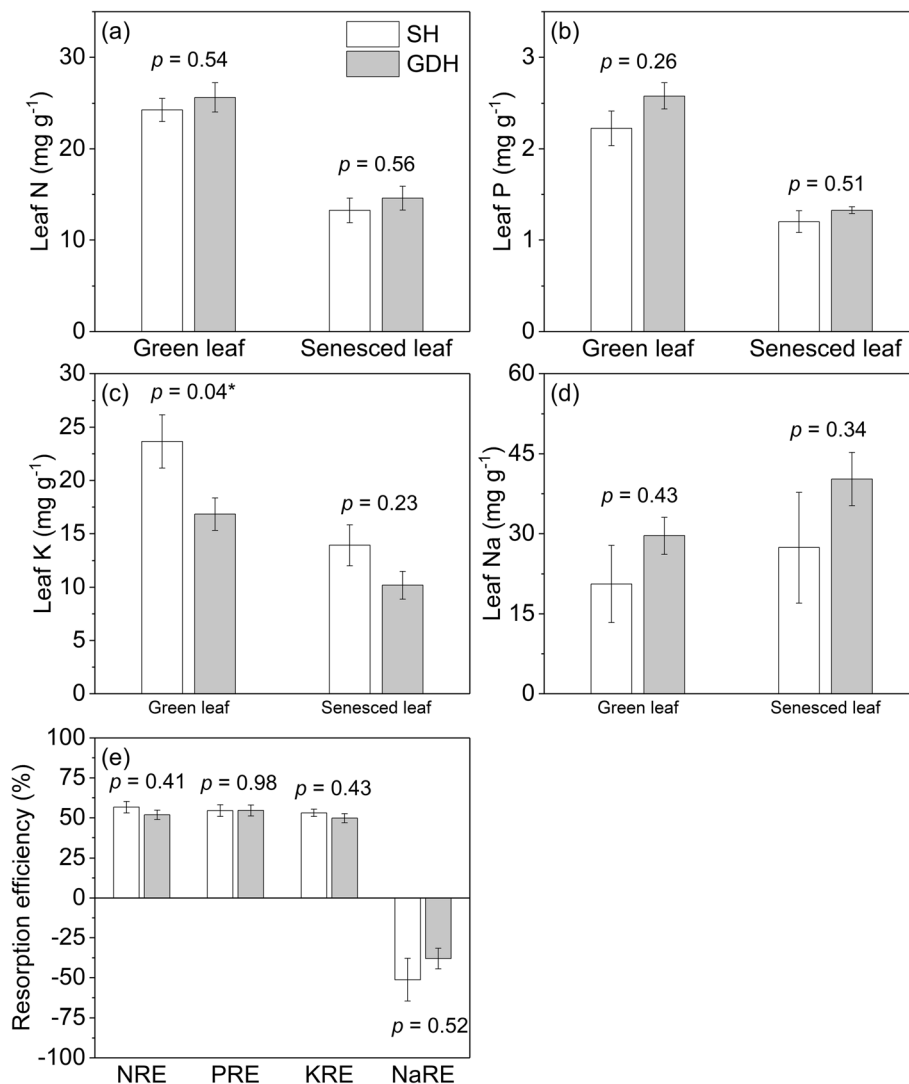 (a)
SH
GDH
p = 0.54
p = 0.56
Leaf N (mg g⁻¹)
30
20
10
0
Green leaf
Senesced leaf
(b)
p = 0.26
p = 0.51
Leaf P (mg g⁻¹)
3
2
1
0
Green leaf
Senesced leaf
(c)
p = 0.04*
p = 0.23
Leaf K (mg g⁻¹)
30
25
20
15
10
5
0
Green leaf
Senesced leaf
(d)
p = 0.43
p = 0.34
Leaf Na (mg g⁻¹)
60
45
30
15
0
Green leaf
Senesced leaf
(e)
p = 0.41
p = 0.98
p = 0.43
p = 0.52
Resorption efficiency (%)
100
75
50
25
0
-25
-50
-75
-100
NRE
PRE
KRE
NaRE